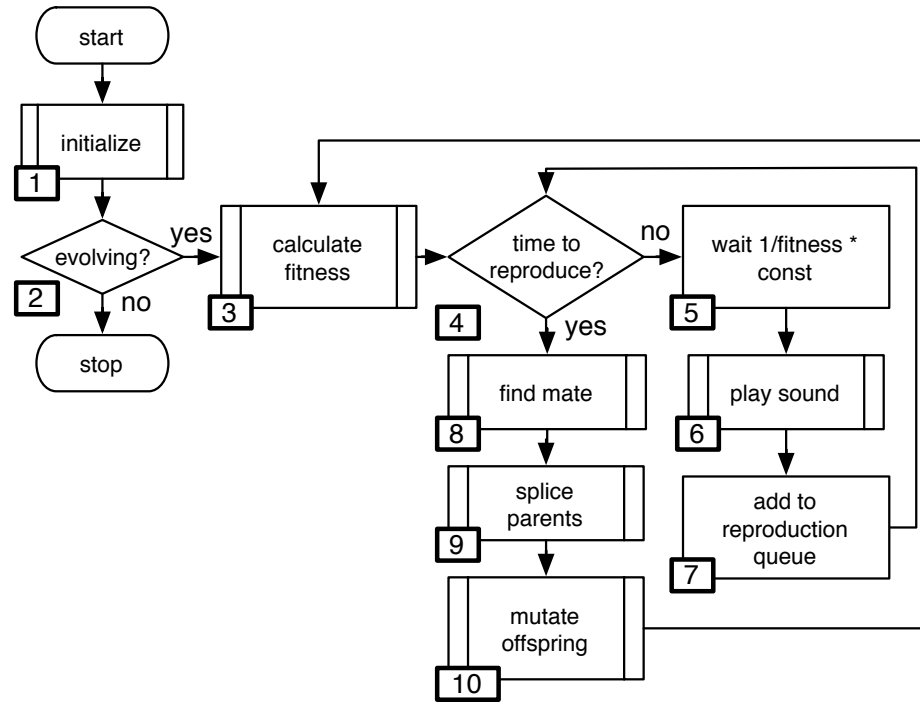 start
initialize
1
evolving?
yes
2
no
stop
calculate
fitness
3
time to
reproduce?
no
4
yes
wait 1/fitness *
const
5
play sound
6
add to
reproduction
queue
7
find mate
8
splice
parents
9
mutate
offspring
10